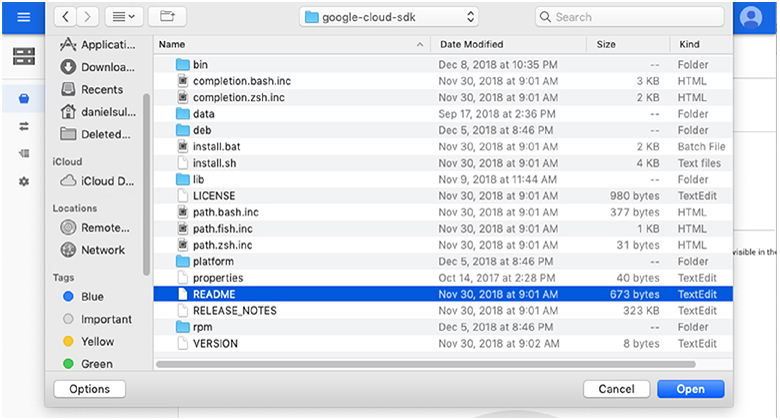 google-cloud-sdk
Search
Name Date Modified Size Kind
Applicati...
Downloa...
Recents
danielsul...
Deleted...
iCloud
iCloud D...
Locations
Remote...
Network
Tags
Blue
Important
Yellow
Green
bin Dec 8, 2018 at 10:35 PM -- Folder
completion.bash.inc Nov 30, 2018 at 9:01 AM 3 KB HTML
completion.zsh.inc Nov 30, 2018 at 9:01 AM 2 KB HTML
data Sep 17, 2018 at 2:36 PM -- Folder
deb Dec 5, 2018 at 8:46 PM -- Folder
install.bat Nov 30, 2018 at 9:01 AM 2 KB Batch File
install.sh Nov 30, 2018 at 9:01 AM 4 KB Text files
lib Nov 9, 2018 at 11:44 AM -- Folder
LICENSE Nov 30, 2018 at 9:01 AM 980 bytes TextEdit
path.bash.inc Nov 30, 2018 at 9:01 AM 377 bytes HTML
path.fish.inc Nov 30, 2018 at 9:01 AM 1 KB HTML
path.zsh.inc Nov 30, 2018 at 9:01 AM 31 bytes HTML
platform Dec 5, 2018 at 8:46 PM -- Folder
properties Oct 14, 2017 at 2:28 PM 40 bytes TextEdit
README Nov 30, 2018 at 9:01 AM 673 bytes TextEdit
RELEASE_NOTES Nov 30, 2018 at 9:01 AM 323 KB TextEdit
rpm Dec 5, 2018 at 8:46 PM -- Folder
VERSION Nov 30, 2018 at 9:02 AM 8 bytes TextEdit
visible in the
Options
Cancel
Open